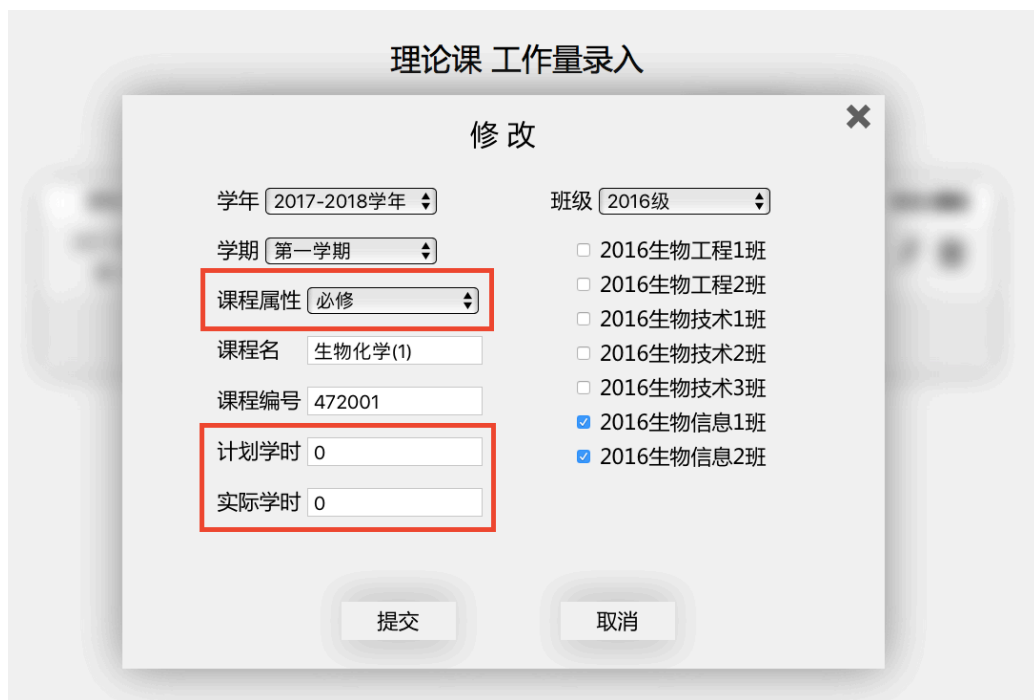 理论课 工作量录入
修 改
学年 2017-2018学年
学期 第一学期
课程属性 必修
课程名 生物化学(1)
课程编号 472001
计划学时 0
实际学时 0
班级 2016级
2016生物工程1班
2016生物工程2班
2016生物技术1班
2016生物技术2班
2016生物技术3班
2016生物信息1班
2016生物信息2班
提交
取消